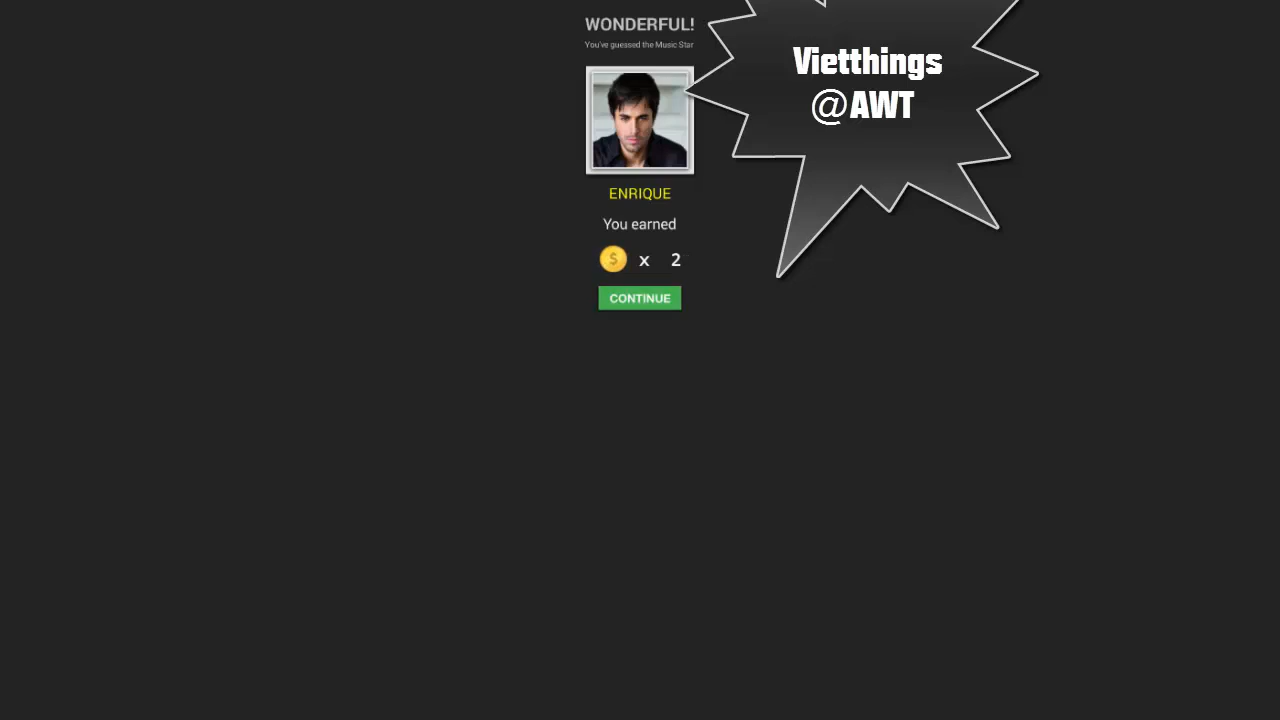 WONDERFUL!
You've guessed the Music Star
ENRIQUE
You earned
$ x 2
CONTINUE
Vietthings
@AWT